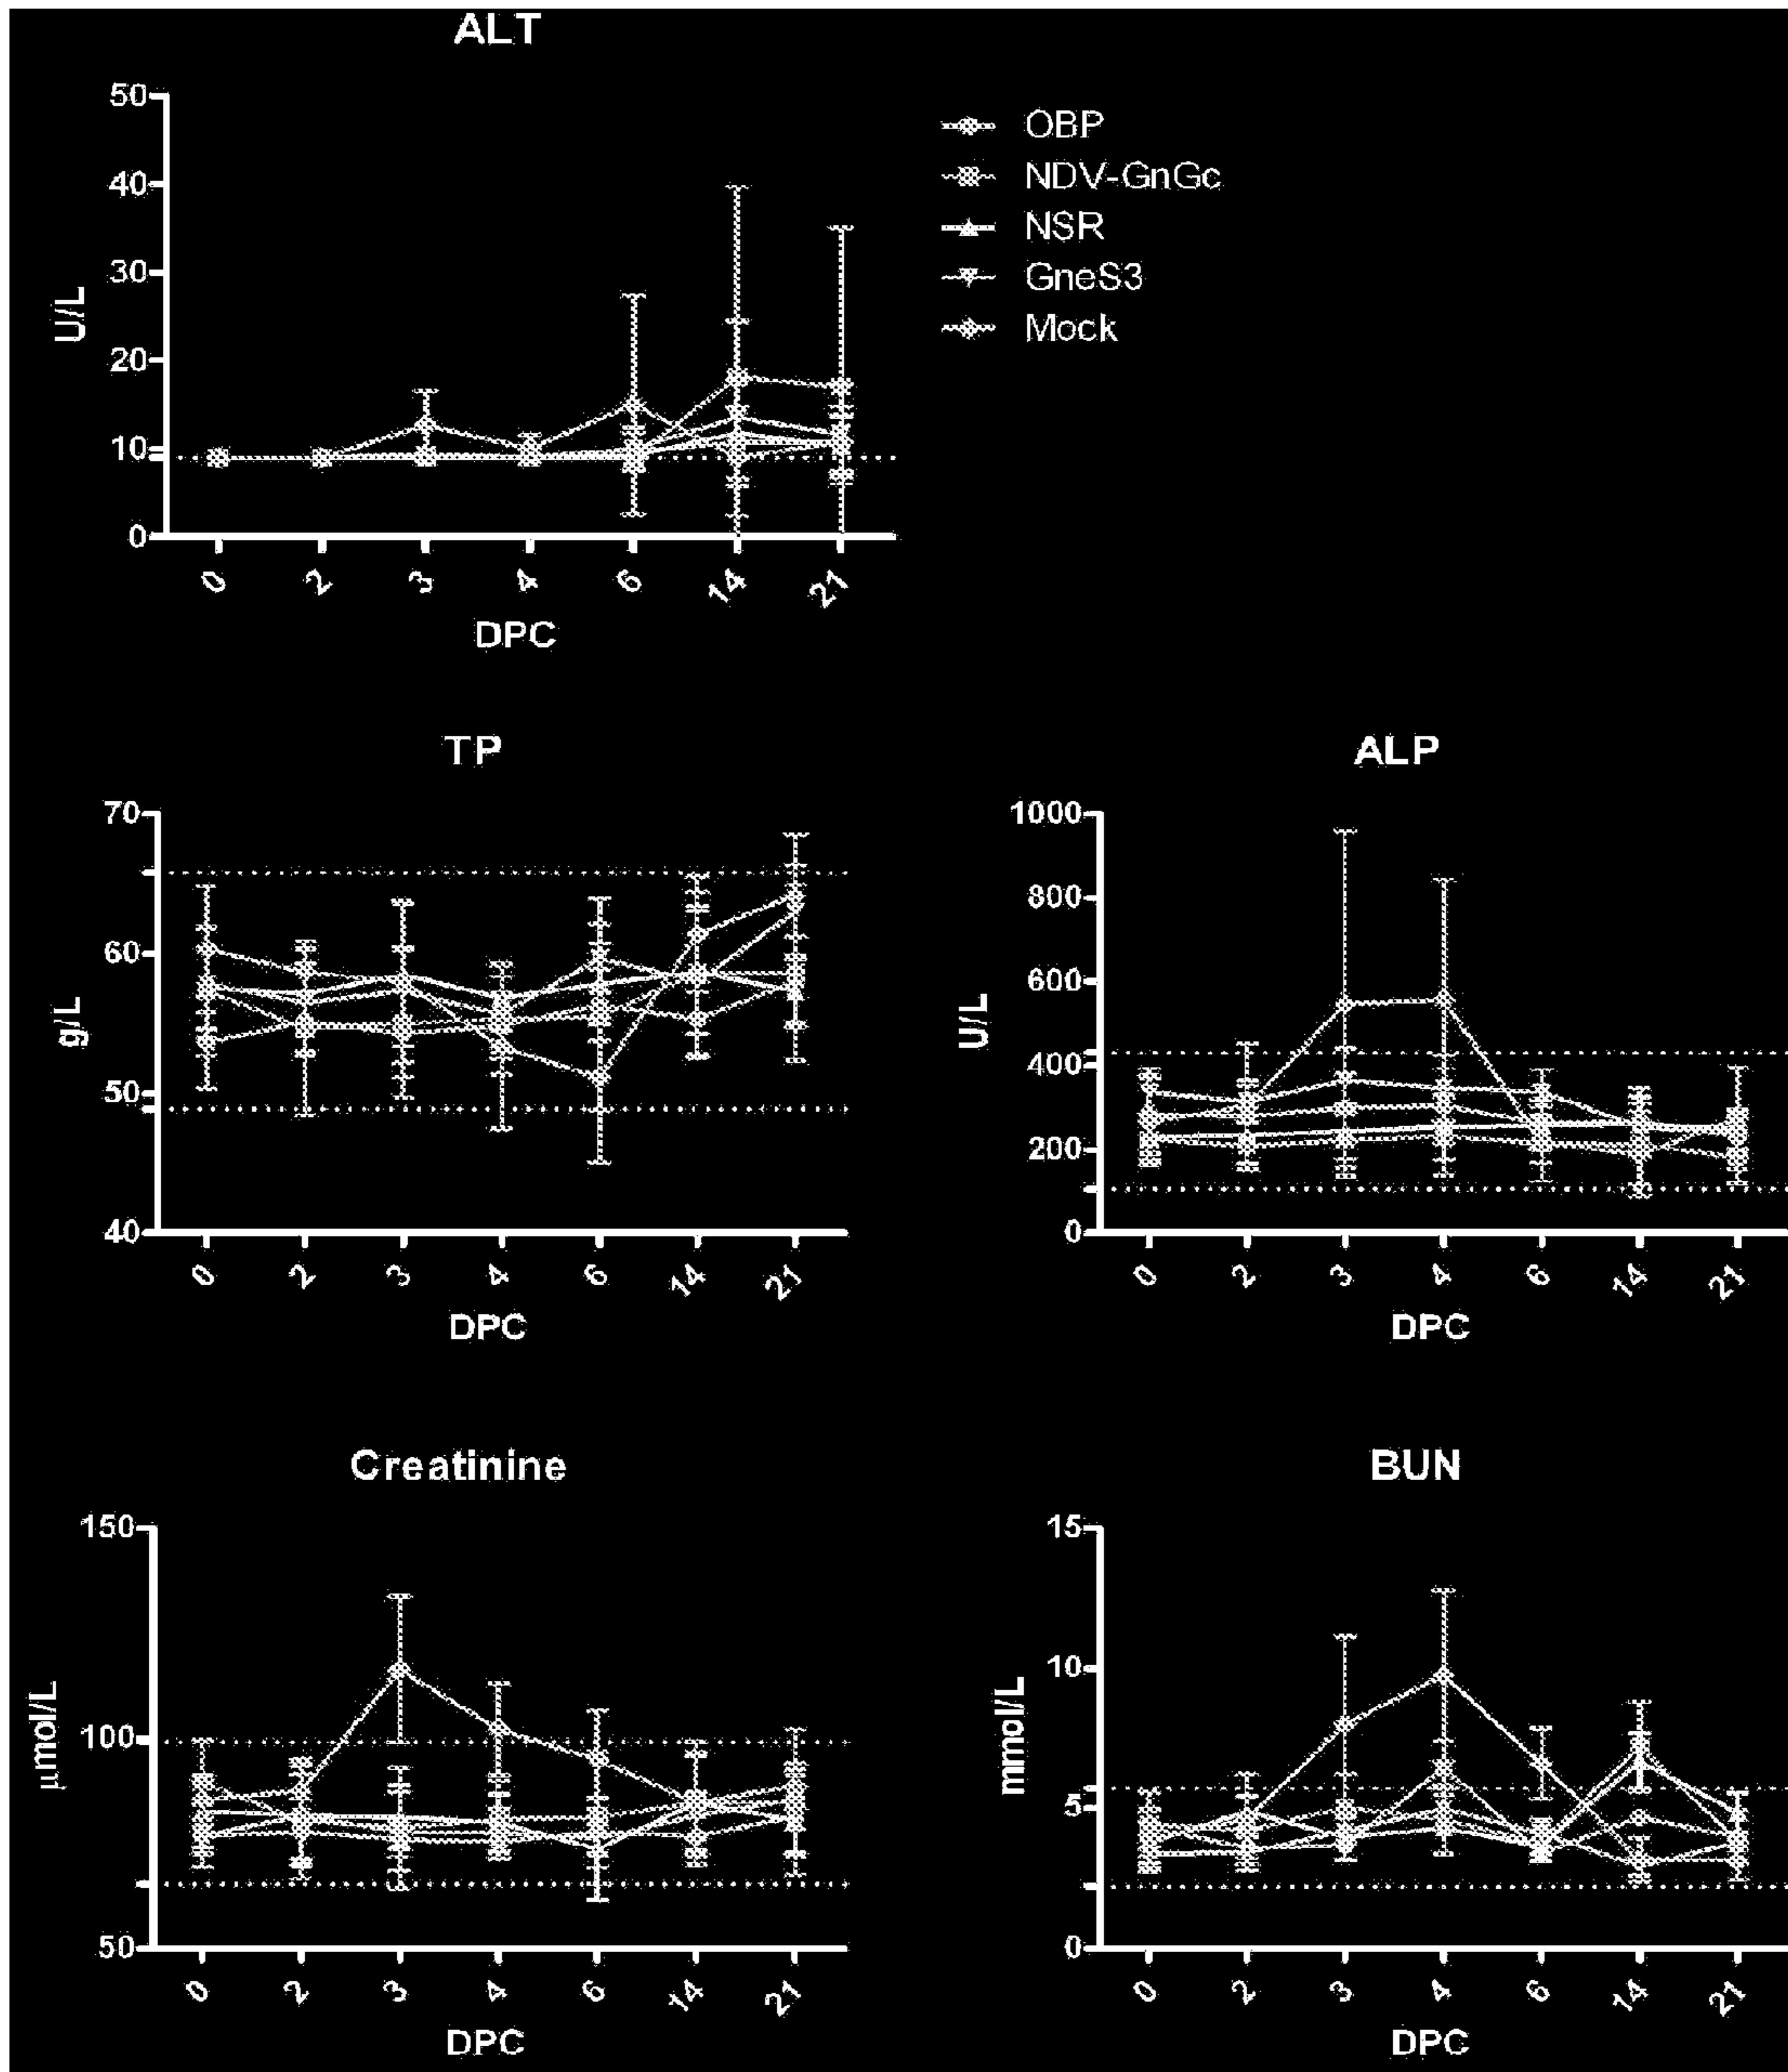 ALT
50
40
30
20
10
0
U/L
0 2 3 4 6 14 21
DPC
OBP
NDV-GnGc
NSR
GneS3
Mock
TP
70
60
50
40
g/L
0 2 3 4 6 14 21
DPC
ALP
1000
800
600
400
200
0
U/L
0 2 3 4 6 14 21
DPC
Creatinine
150
100
50
μmol/L
0 2 3 4 6 14 21
DPC
BUN
15
10
5
0
mmol/L
0 2 3 4 6 14 21
DPC